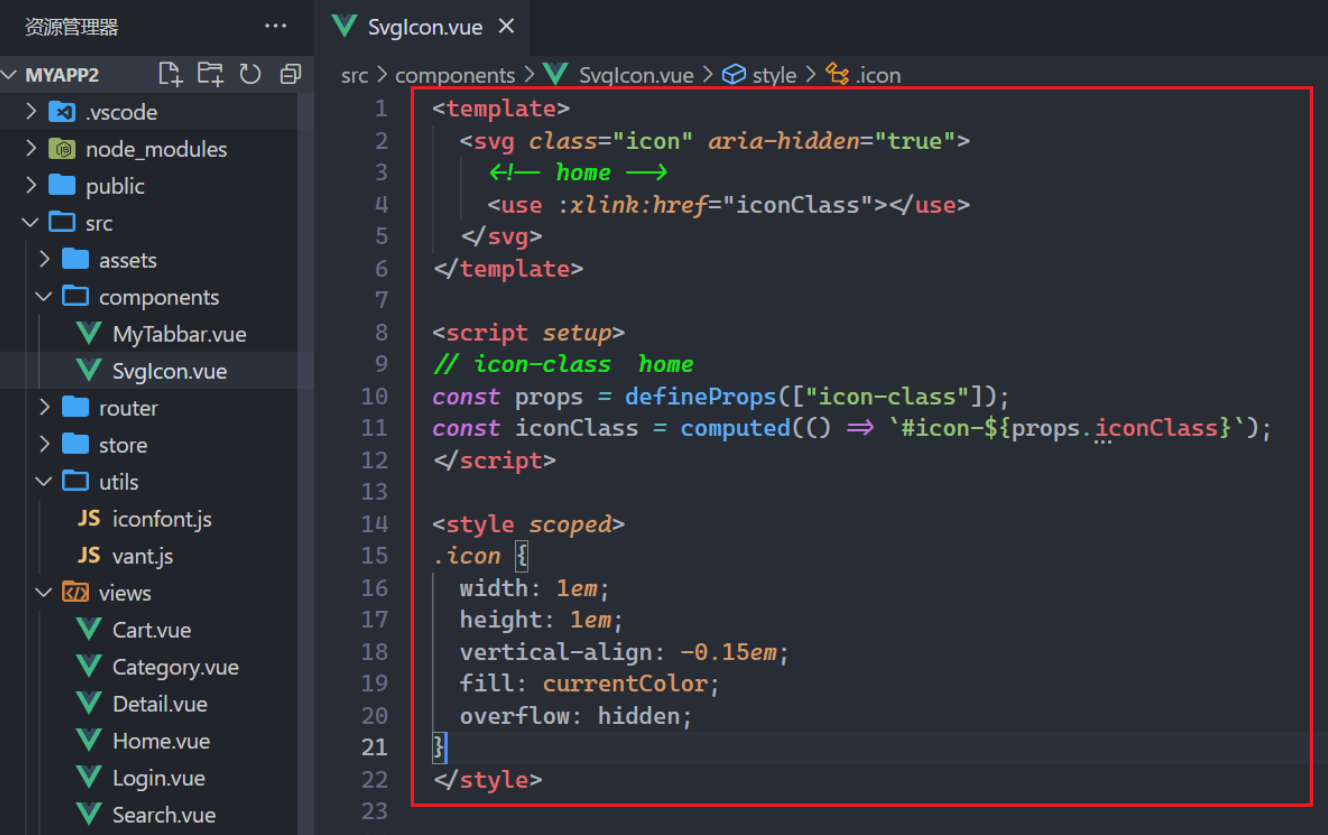 资源管理器 ···
MYAPP2
.vscode
node_modules
public
src
assets
components
MyTabbar.vue
SvgIcon.vue
router
store
utils
JS iconfont.js
JS vant.js
views
Cart.vue
Category.vue
Detail.vue
Home.vue
Login.vue
Search.vue
SvgIcon.vue ×
src > components > SvgIcon.vue > style > .icon
1 <template>
2 <svg class="icon" aria-hidden="true">
3 <!-- home -->
4 <use :xlink:href="iconClass"></use>
5 </svg>
6 </template>
7
8 <script setup>
9 // icon-class  home
10 const props = defineProps(["icon-class"]);
11 const iconClass = computed(() => `#icon-${props.iconClass}`);
12 </script>
13
14 <style scoped>
15 .icon {
16 width: 1em;
17 height: 1em;
18 vertical-align: -0.15em;
19 fill: currentColor;
20 overflow: hidden;
21 }
22 </style>
23